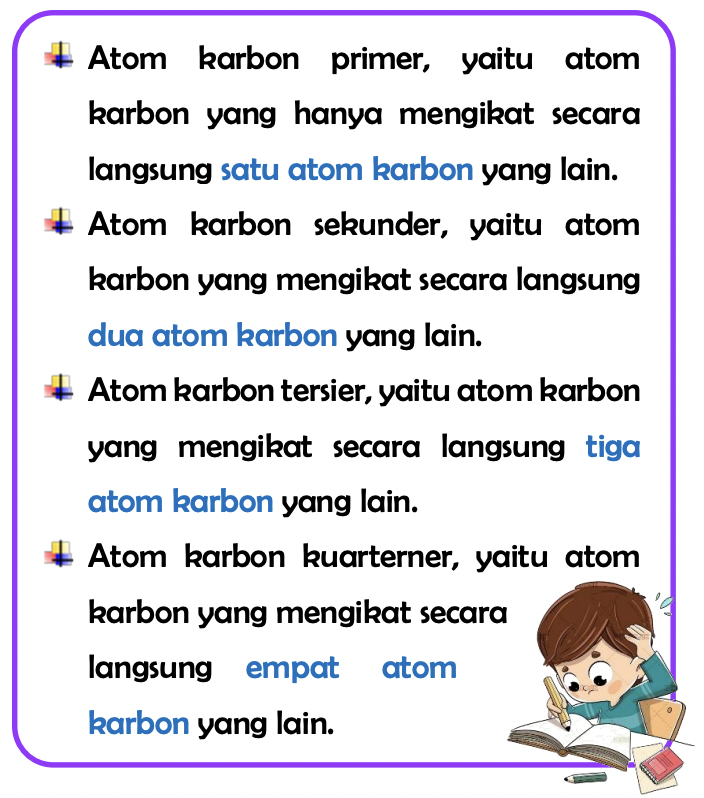 Atom karbon primer, yaitu atom
karbon yang hanya mengikat secara
langsung satu atom karbon yang lain.
Atom karbon sekunder, yaitu atom
karbon yang mengikat secara langsung
dua atom karbon yang lain.
Atom karbon tersier, yaitu atom karbon
yang mengikat secara langsung tiga
atom karbon yang lain.
Atom karbon kuarterner, yaitu atom
karbon yang mengikat secara
langsung empat atom
karbon yang lain.